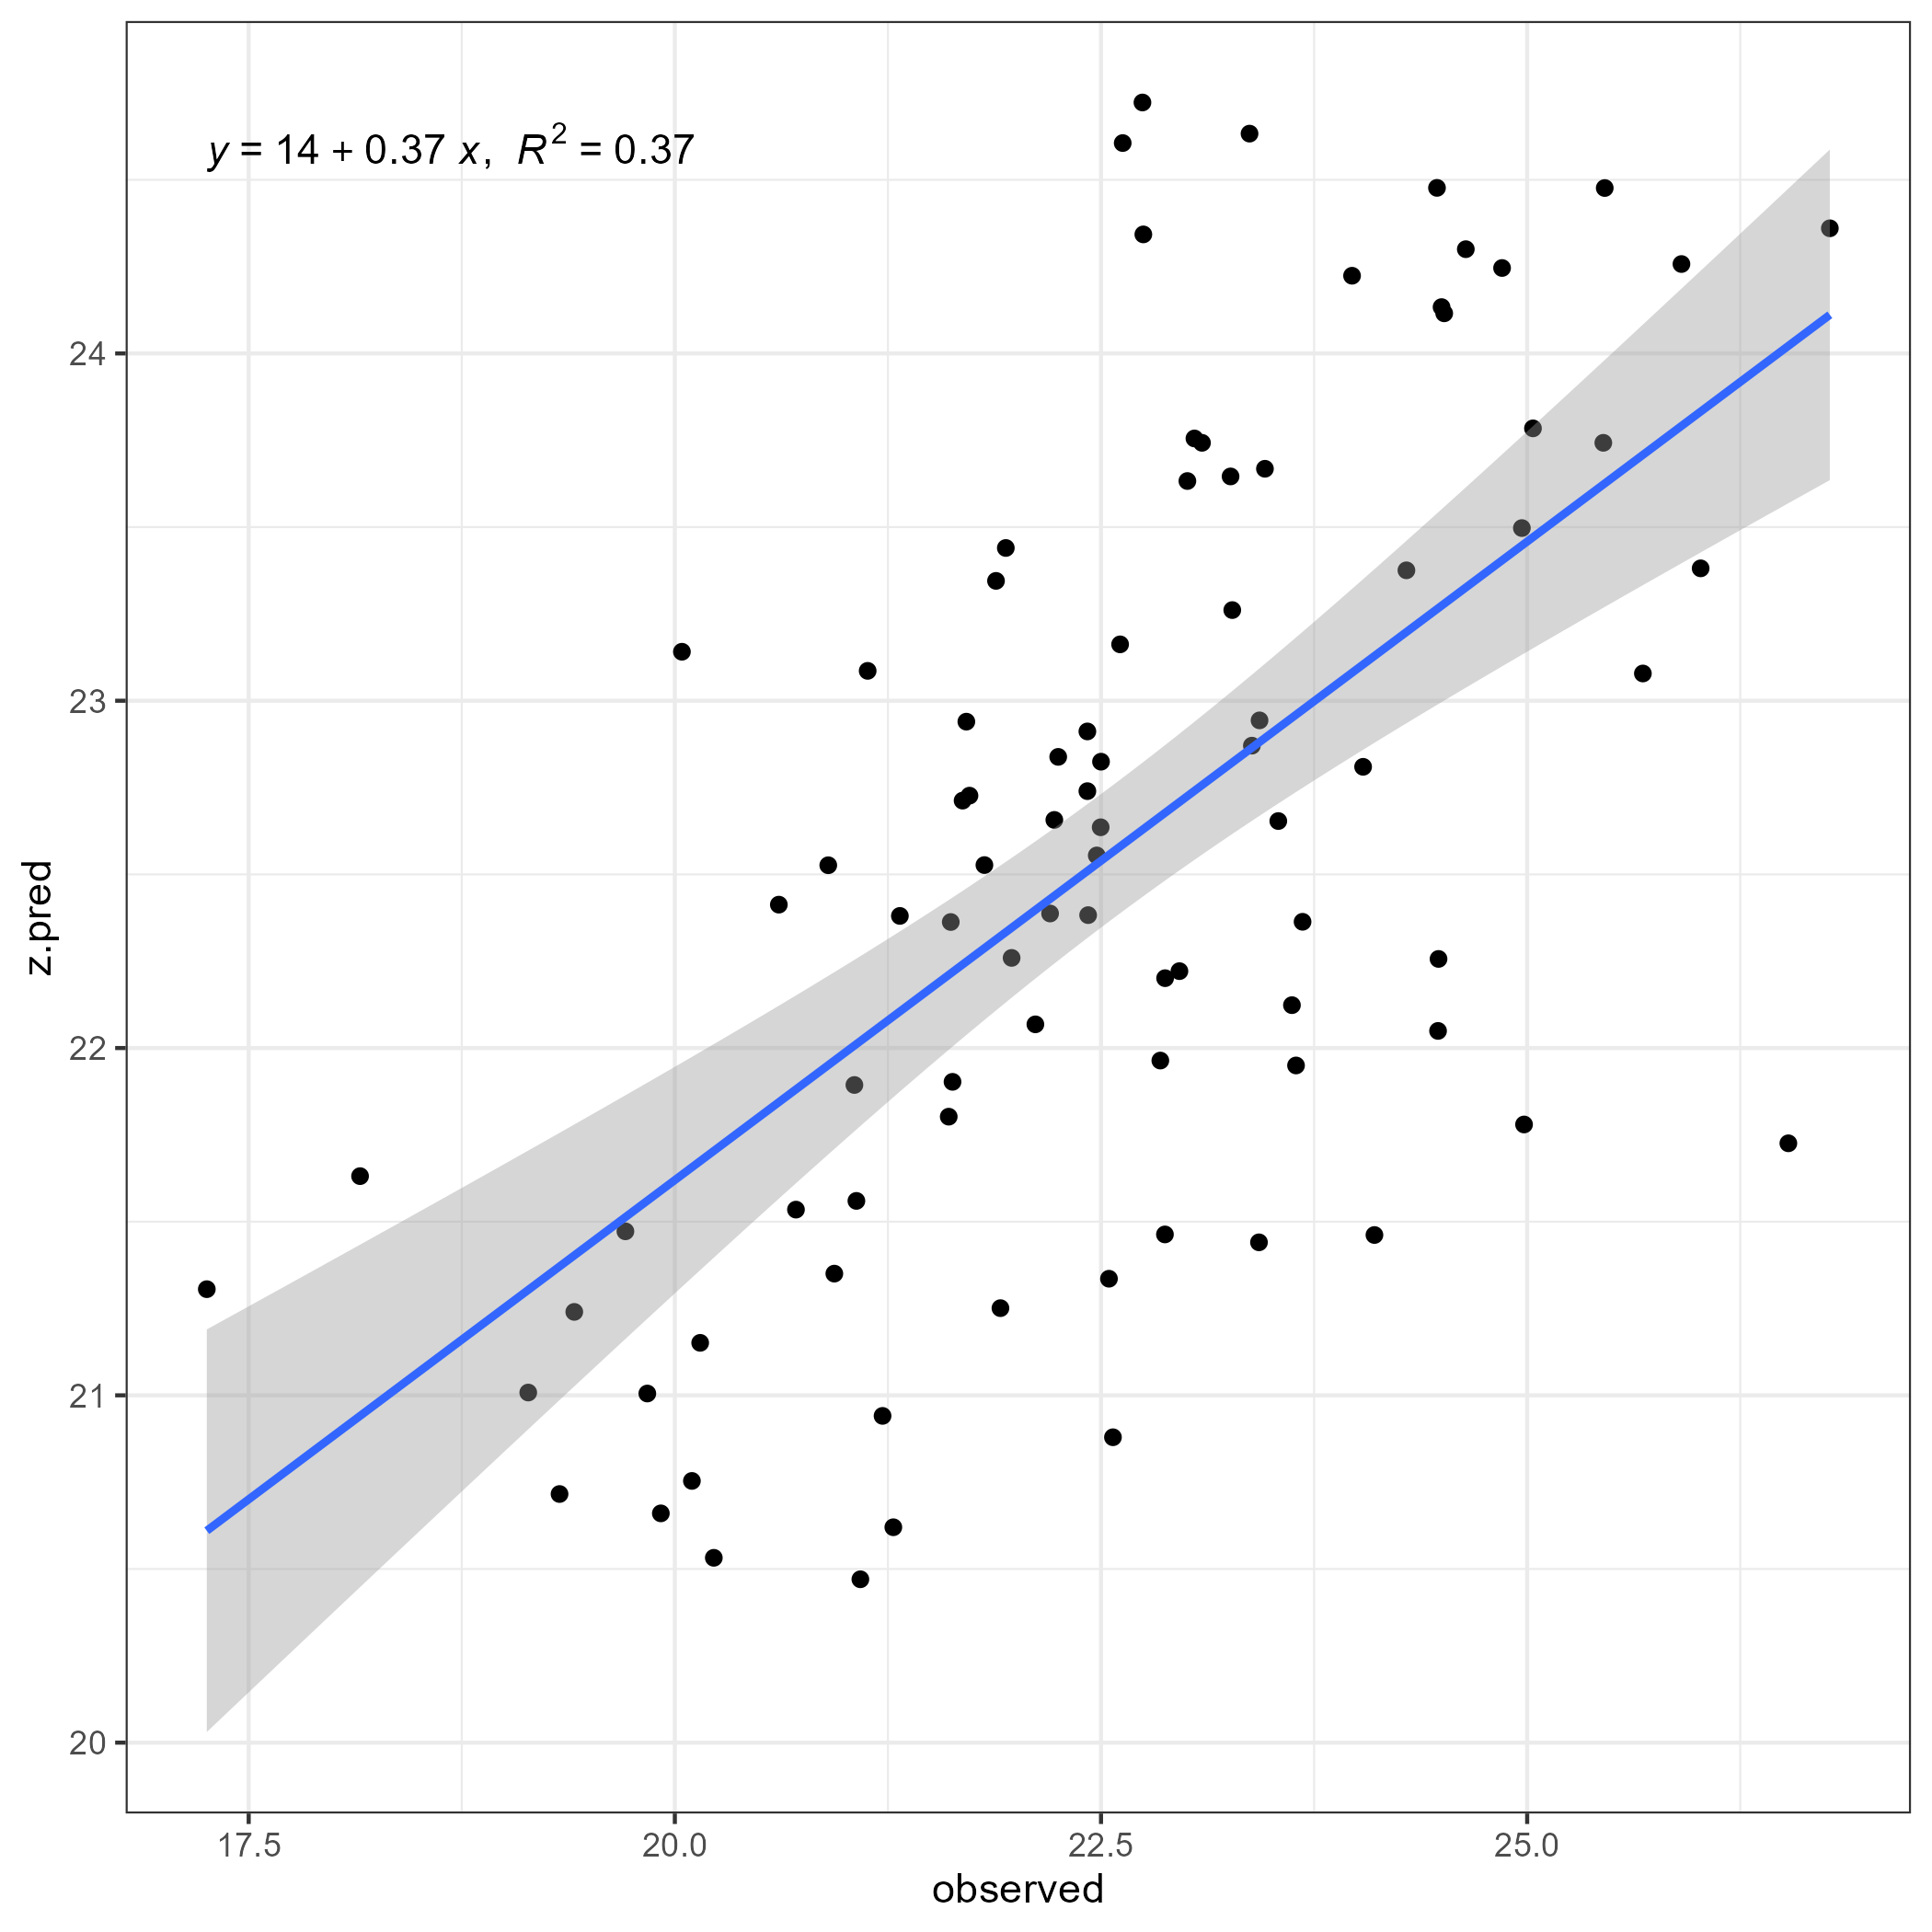 y = 14 + 0.37 x, R² = 0.37
z.pred
24
23
22
21
20
17.5 20.0 22.5 25.0
observed